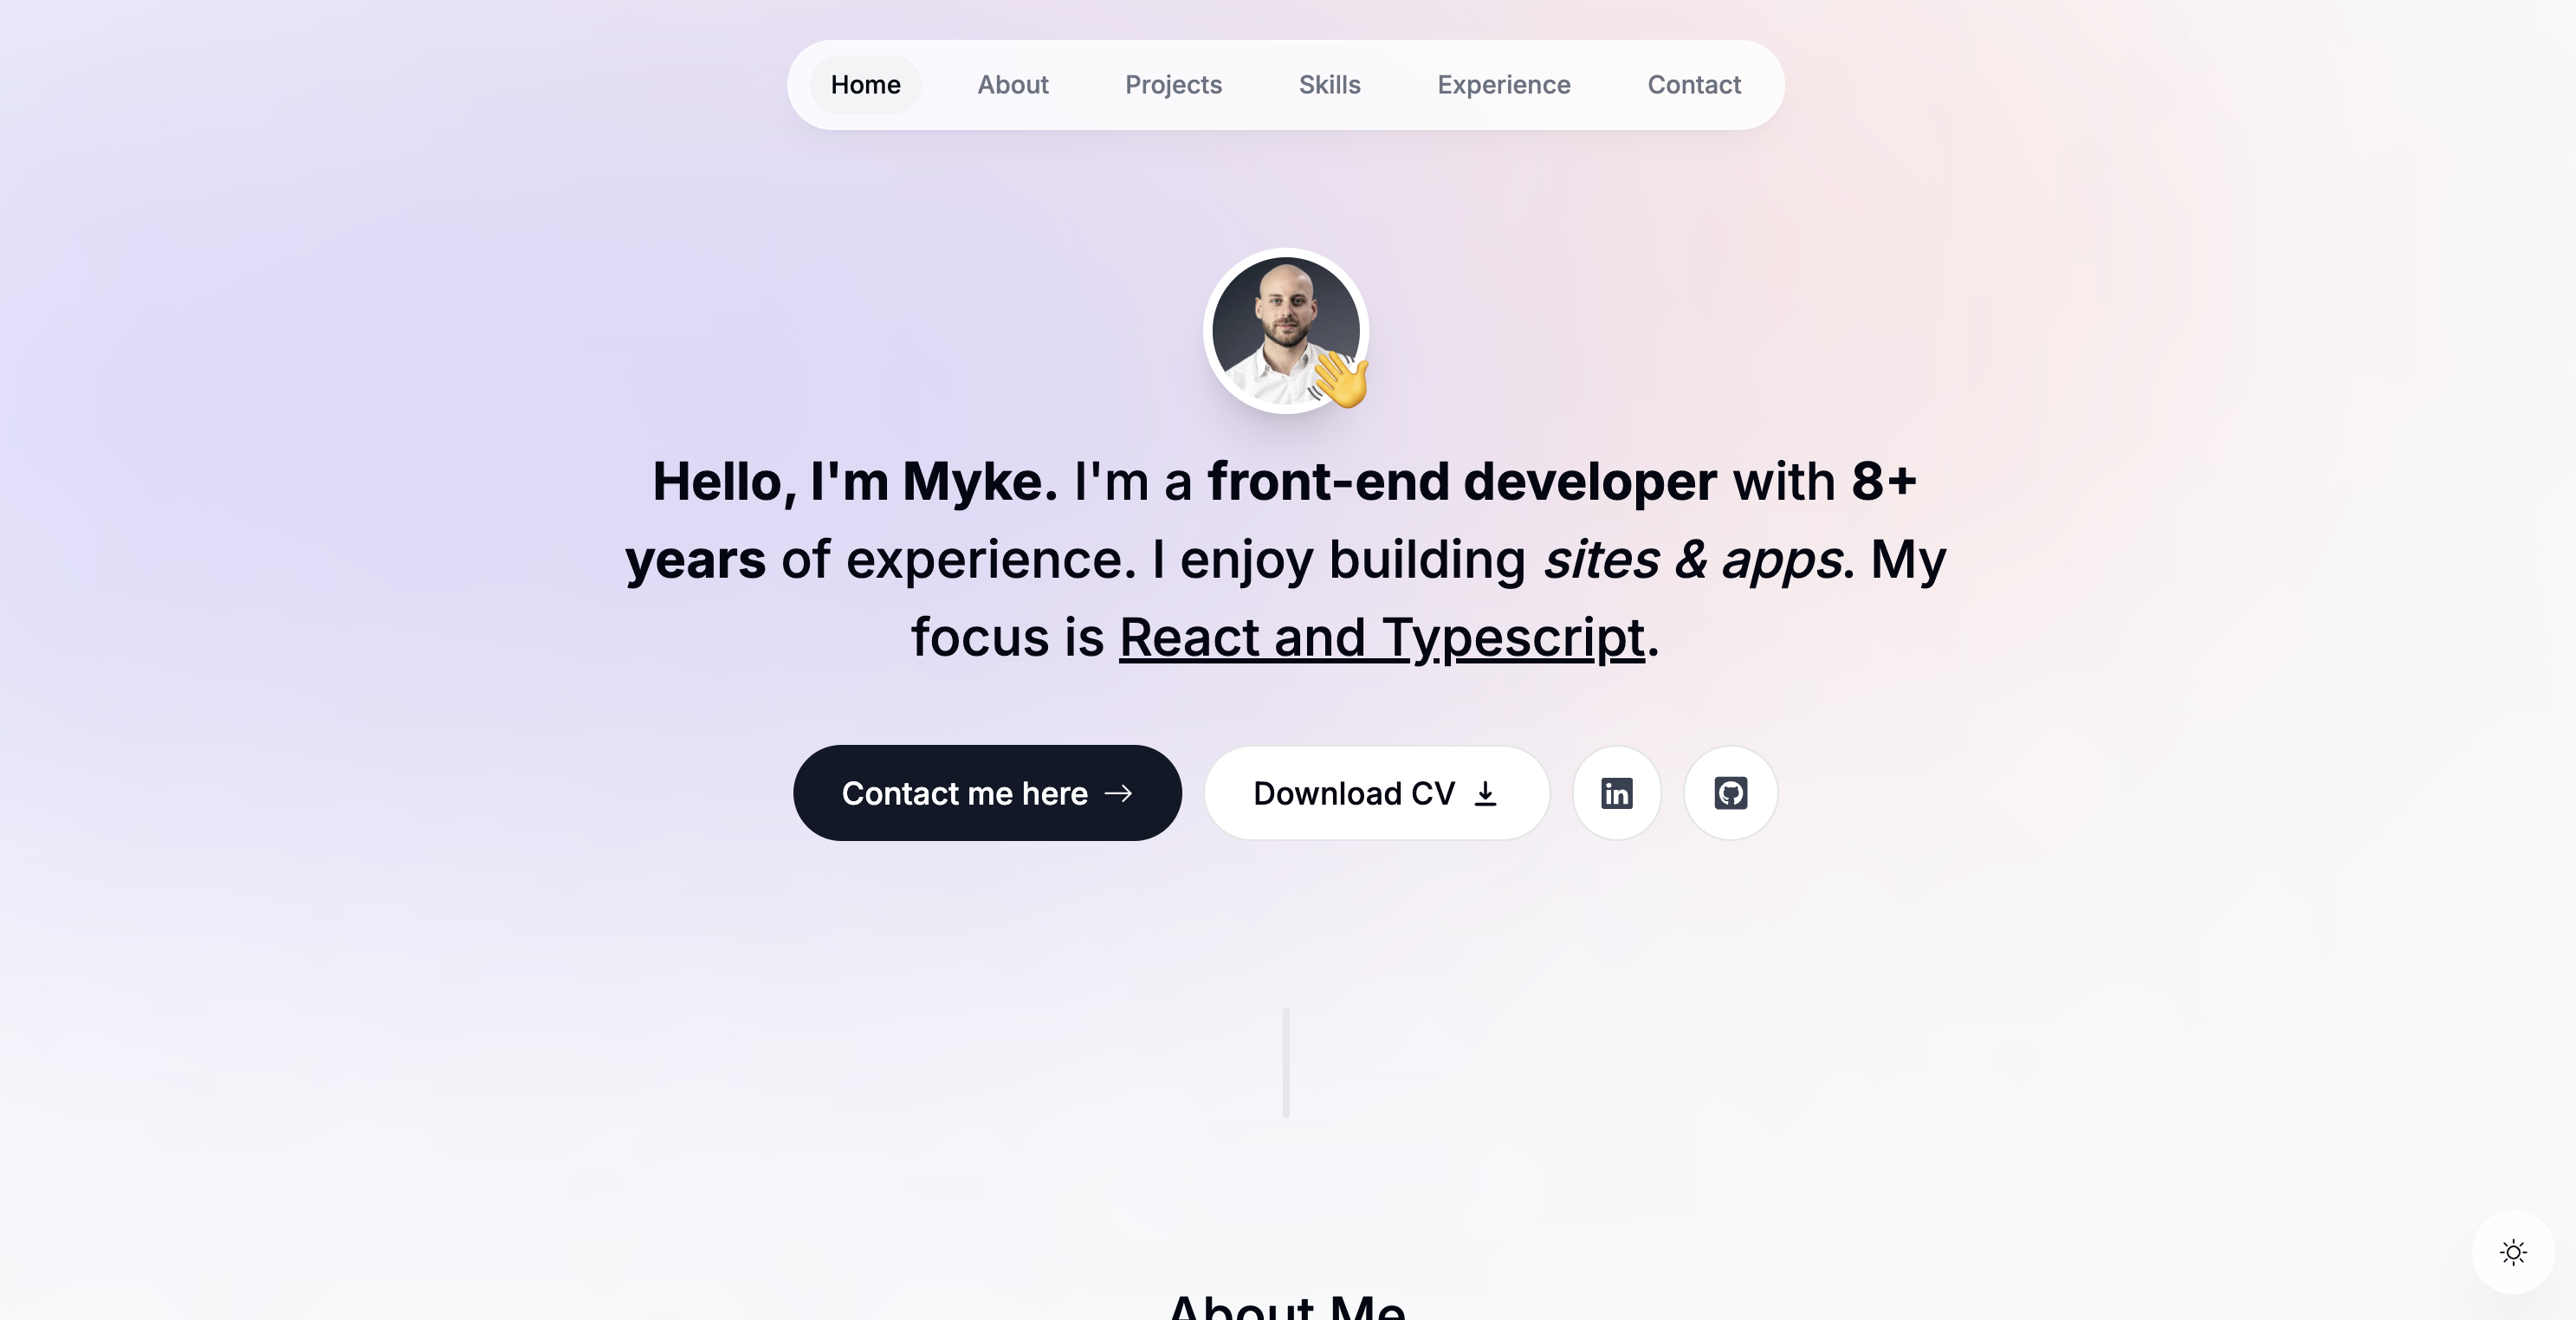 Home About Projects Skills Experience Contact
Hello, I'm Myke. I'm a front-end developer with 8+
years of experience. I enjoy building sites & apps. My
focus is React and Typescript.
Contact me here Download CV in
About Me